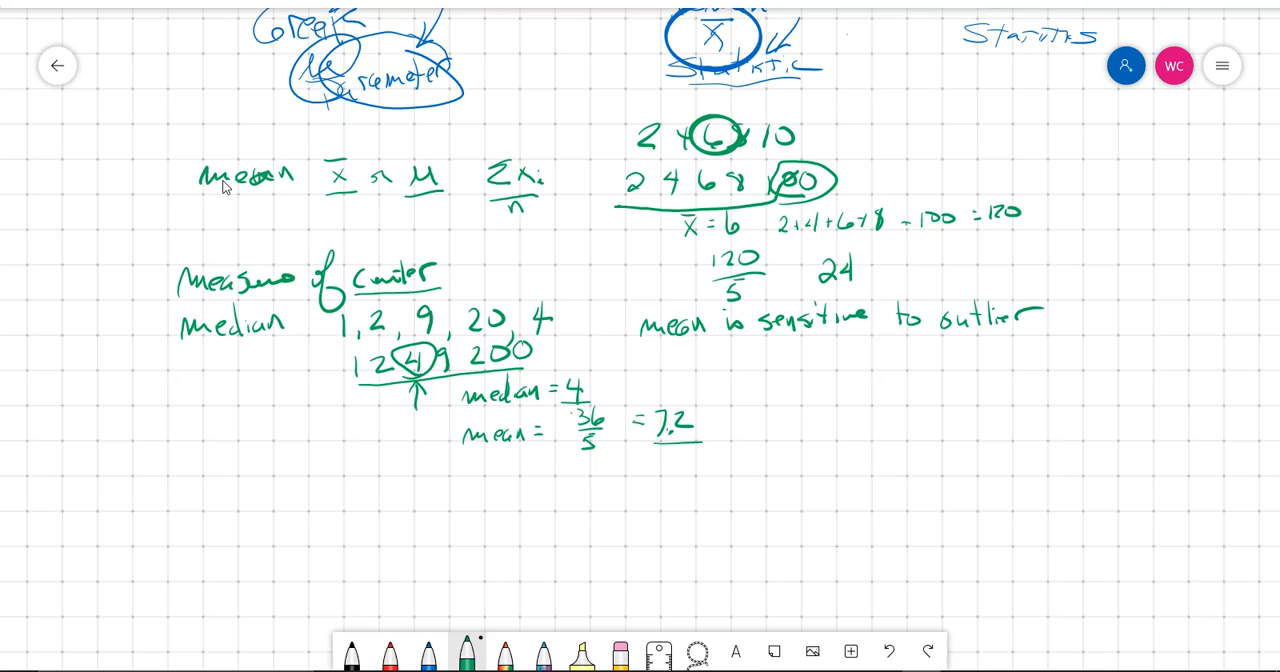 Greek
Statistics
μ
x̄
Parameter
Statistic
WC
2 4 6 8 10
mean x̄ or μ Σxᵢ/n
2 4 6 8 100
x̄ = 6 2+4+6+8 100 = 120
120/5 24
Measures of Center
median 1, 2, 9, 20, 4
mean is sensitive to outlier
1 2 4 9 200
median = 4
mean = 36/5 = 7.2
A